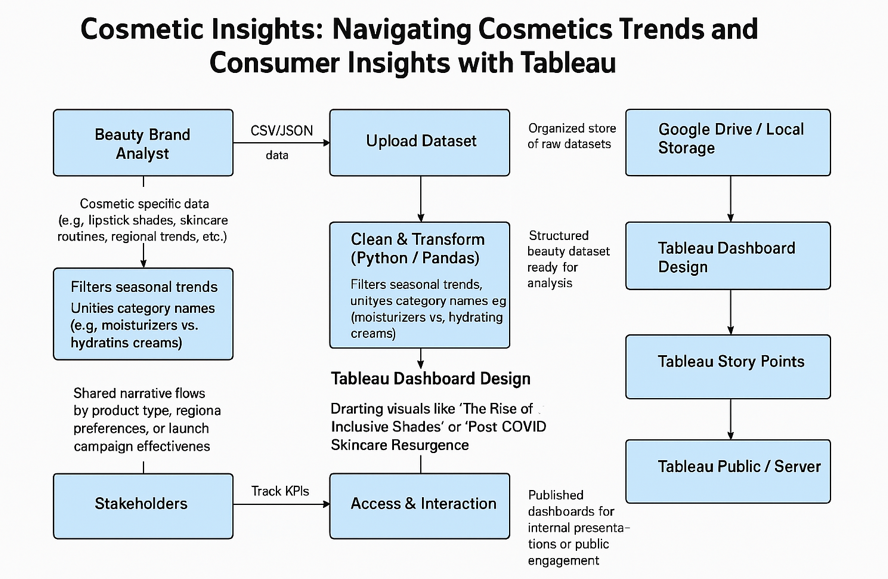 Cosmetic Insights: Navigating Cosmetics Trends and
Consumer Insights with Tableau
Beauty Brand
Analyst
CSV/JSON
data
Upload Dataset
Organized store
of raw datasets
Google Drive / Local
Storage
Cosmetic specific data
(e.g, lipstick shades, skincare
routines, regional trends, etc.)
Clean & Transform
(Python / Pandas)
Filters seasonal trends,
unityes category names eg
(moisturizers vs, hydrating
creams)
Structured
beauty dataset
ready for
analysis
Tableau Dashboard
Design
Filters seasonal trends
Unities category names
(e.g, moisturizers vs.
hydratins creams)
Tableau Story Points
Tableau Dashboard Design
Drarting visuals like 'The Rise of
Inclusive Shades' or 'Post COVID
Skincare Resurgence
Shared narrative flows
by product type, regiona
preferences, or launch
campaign effectivenes
Tableau Public / Server
Stakeholders
Track KPIs
Access & Interaction
Published
dashboards for
internal presenta-
tions or public
engagement